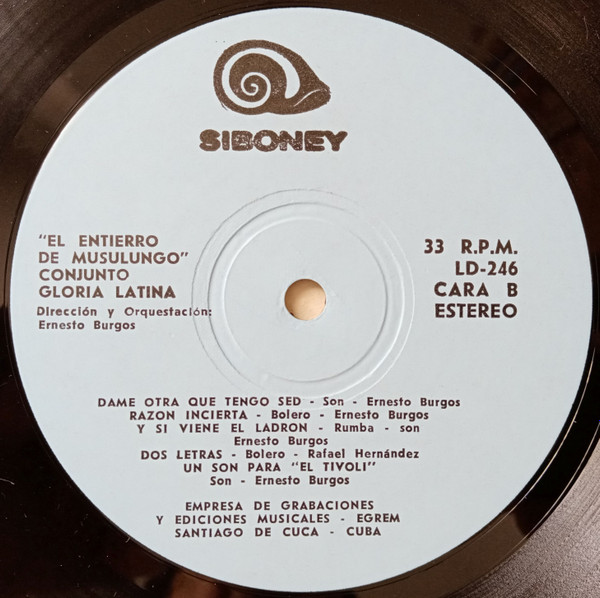 SIBONEY
"EL ENTIERRO
DE MUSULUNGO"
CONJUNTO
GLORIA LATINA
Dirección y Orquestación:
Ernesto Burgos
33 R.P.M.
LD-246
CARA B
ESTEREO
DAME OTRA QUE TENGO SED - Son - Ernesto Burgos
RAZON INCIERTA - Bolero - Ernesto Burgos
Y SI VIENE EL LADRON - Rumba - son
Ernesto Burgos
DOS LETRAS - Bolero - Rafael Hernández
UN SON PARA "EL TIVOLI"
Son - Ernesto Burgos
EMPRESA DE GRABACIONES
Y EDICIONES MUSICALES - EGREM
SANTIAGO DE CUCA - CUBA